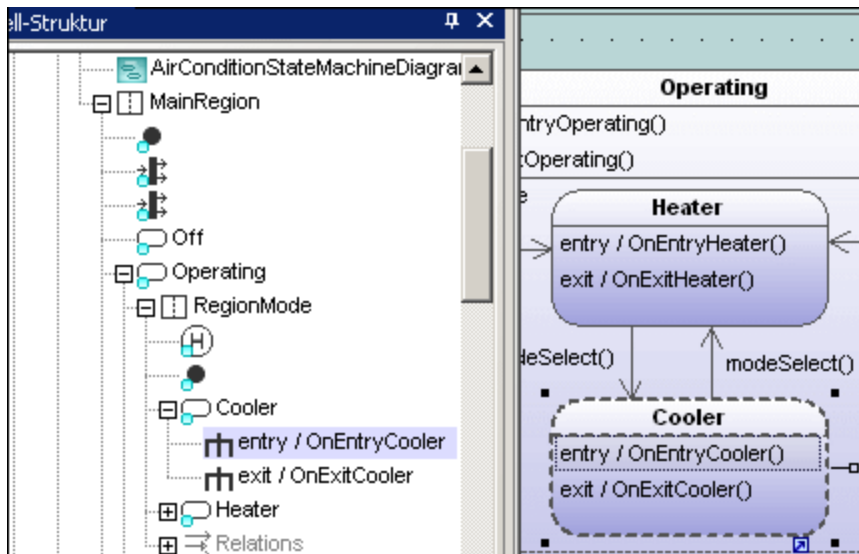 ell-Struktur
AirConditionStateMachineDiagra
MainRegion
Off
Operating
RegionMode
H
Cooler
entry / OnEntryCooler
exit / OnExitCooler
Heater
Relations
Operating
ntryOperating()
tOperating()
e
Heater
entry / OnEntryHeater()
exit / OnExitHeater()
deSelect()
modeSelect()
Cooler
entry / OnEntryCooler()
exit / OnExitCooler()